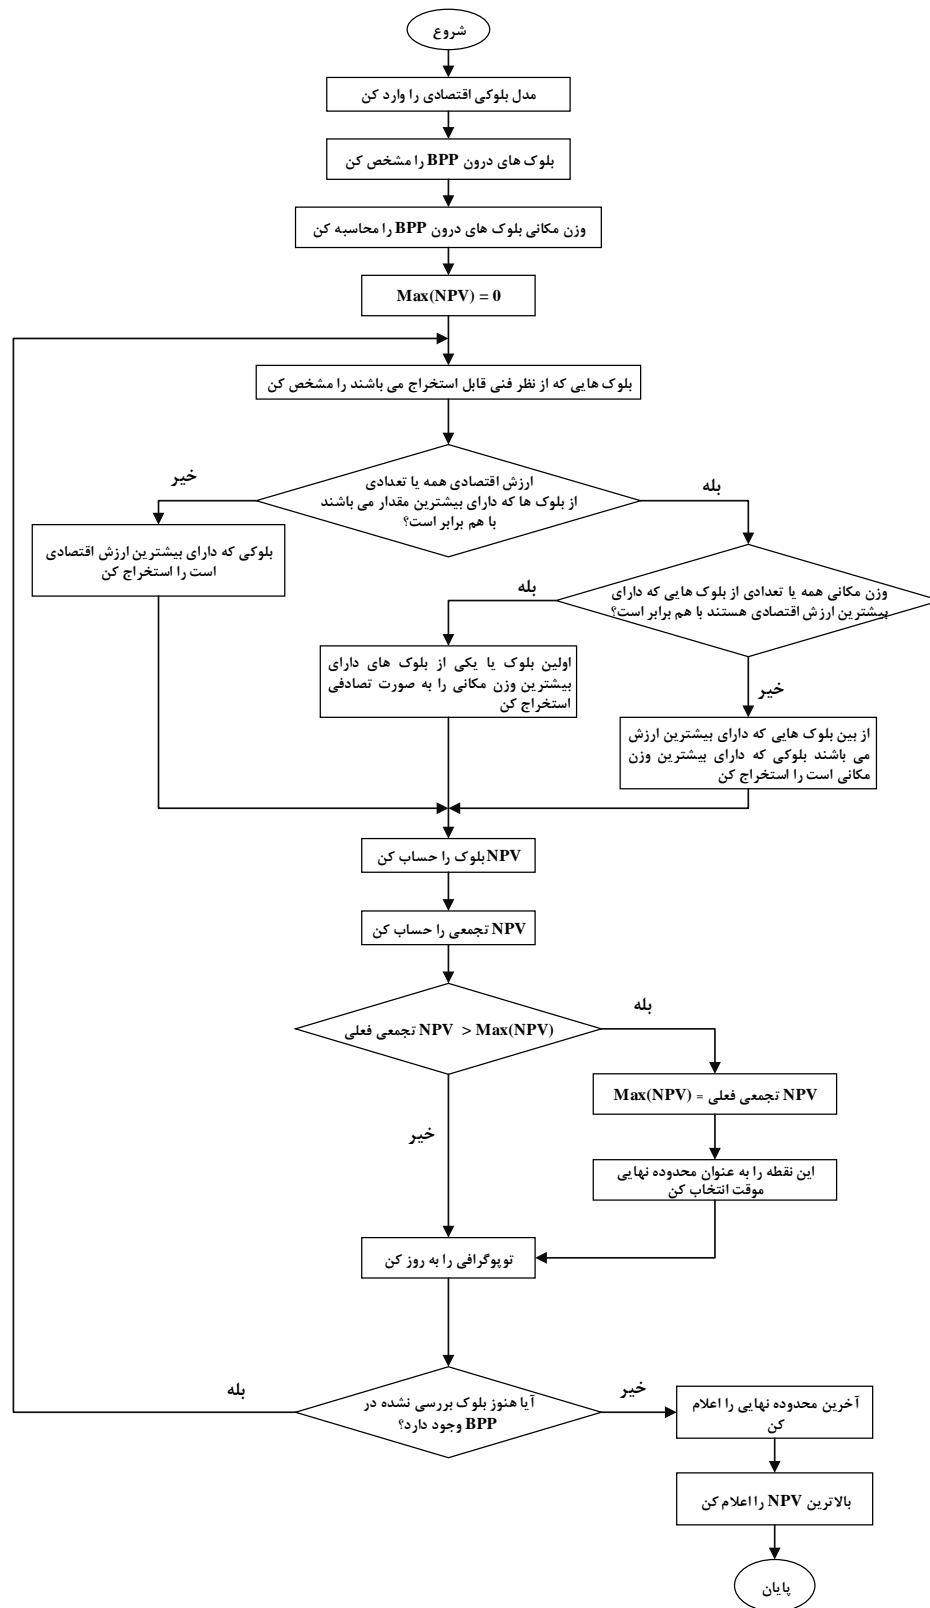 شروع
مدل بلوکی اقتصادی را وارد کن
بلوک های درون BPP را مشخص کن
وزن مکانی بلوک های درون BPP را محاسبه کن
Max(NPV) = 0
بلوک هایی که از نظر فنی قابل استخراج می باشند را مشخص کن
ارزش اقتصادی همه یا تعدادی
از بلوک ها که دارای بیشترین مقدار می باشند
با هم برابر است؟
خیر
بله
بلوکی که دارای بیشترین ارزش اقتصادی
است را استخراج کن
وزن مکانی همه یا تعدادی از بلوک هایی که دارای
بیشترین ارزش اقتصادی هستند با هم برابر است؟
بله
خیر
اولین بلوک یا یکی از بلوک های دارای
بیشترین وزن مکانی را به صورت تصادفی
استخراج کن
از بین بلوک هایی که دارای بیشترین ارزش
می باشند بلوکی که دارای بیشترین وزن
مکانی است را استخراج کن
NPV بلوک را حساب کن
NPV تجمعی را حساب کن
NPV تجمعی فعلی > Max(NPV)
بله
خیر
Max(NPV) = NPV تجمعی فعلی
این نقطه را به عنوان محدوده نهایی
موقت انتخاب کن
توپوگرافی را به روز کن
آیا هنوز بلوک بررسی نشده در
BPP وجود دارد؟
بله
خیر
آخرین محدوده نهایی را اعلام
کن
بالاترین NPV را اعلام کن
پایان